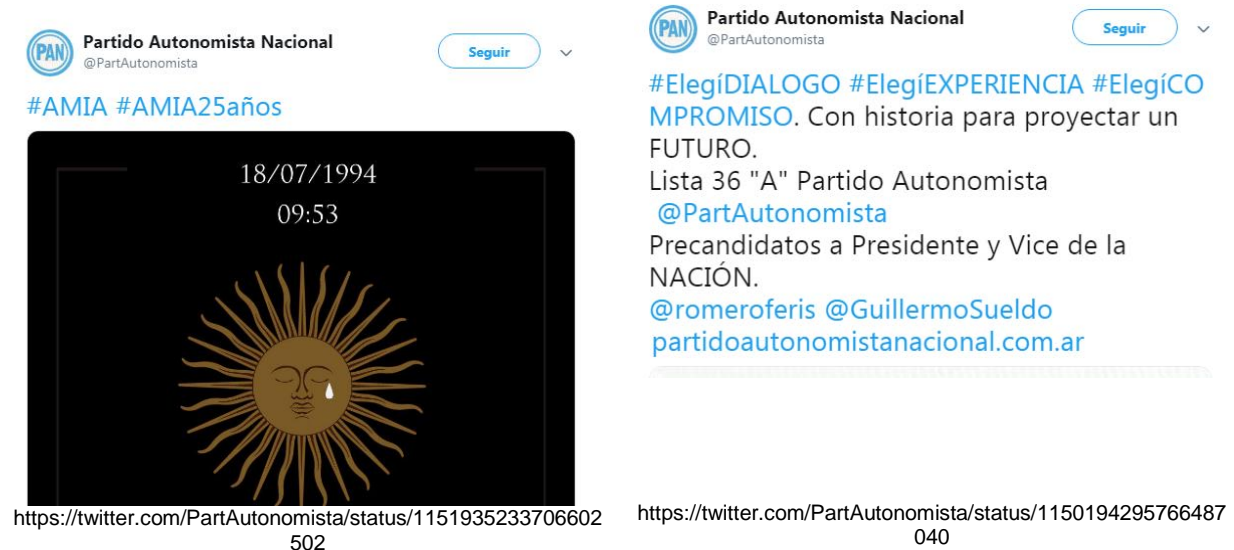 PAN
Partido Autonomista Nacional
@PartAutonomista
Seguir
#AMIA #AMIA25años
18/07/1994
09:53
https://twitter.com/PartAutonomista/status/11519352337066​02
502
PAN
Partido Autonomista Nacional
@PartAutonomista
Seguir
#ElegíDIALOGO #ElegíEXPERIENCIA #ElegíCO
MPROMISO. Con historia para proyectar un
FUTURO.
Lista 36 "A" Partido Autonomista
@PartAutonomista
Precandidatos a Presidente y Vice de la
NACIÓN.
@romeroferis @GuillermoSueldo
partidoautonomistanacional.com.ar
https://twitter.com/PartAutonomista/status/1150194295766487
040